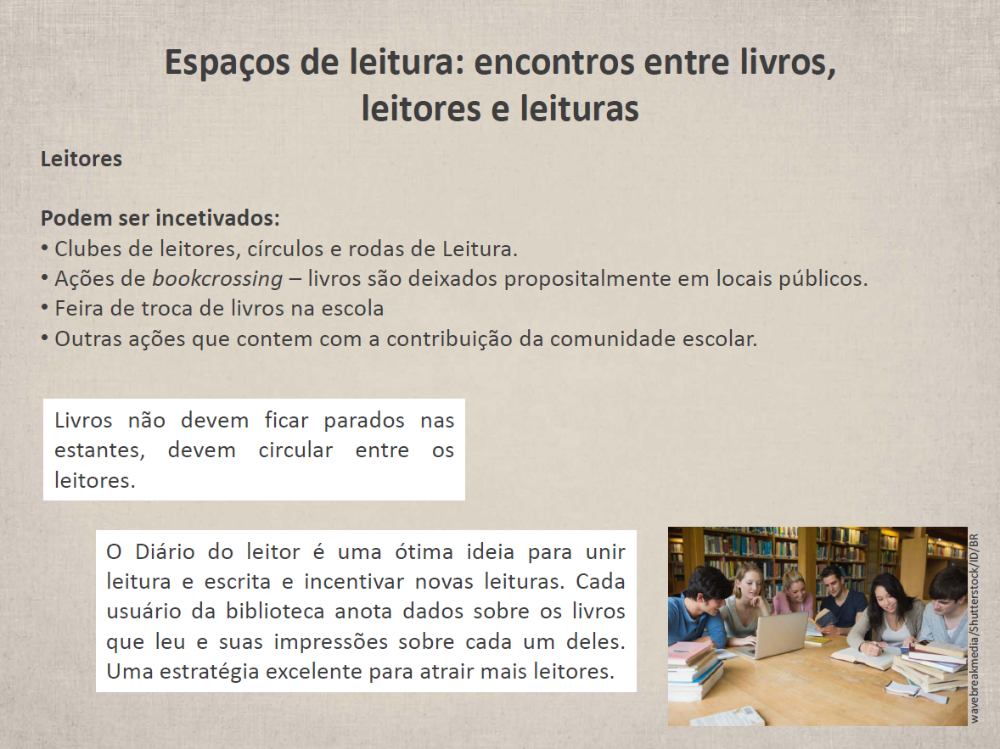 Espaços de leitura: encontros entre livros,
leitores e leituras
Leitores
Podem ser incetivados:
• Clubes de leitores, círculos e rodas de Leitura.
• Ações de bookcrossing – livros são deixados propositalmente em locais públicos.
• Feira de troca de livros na escola
• Outras ações que contem com a contribuição da comunidade escolar.
Livros não devem ficar parados nas
estantes, devem circular entre os
leitores.
O Diário do leitor é uma ótima ideia para unir
leitura e escrita e incentivar novas leituras. Cada
usuário da biblioteca anota dados sobre os livros
que leu e suas impressões sobre cada um deles.
Uma estratégia excelente para atrair mais leitores.
wavebreakmedia/Shutterstock/ID/BR